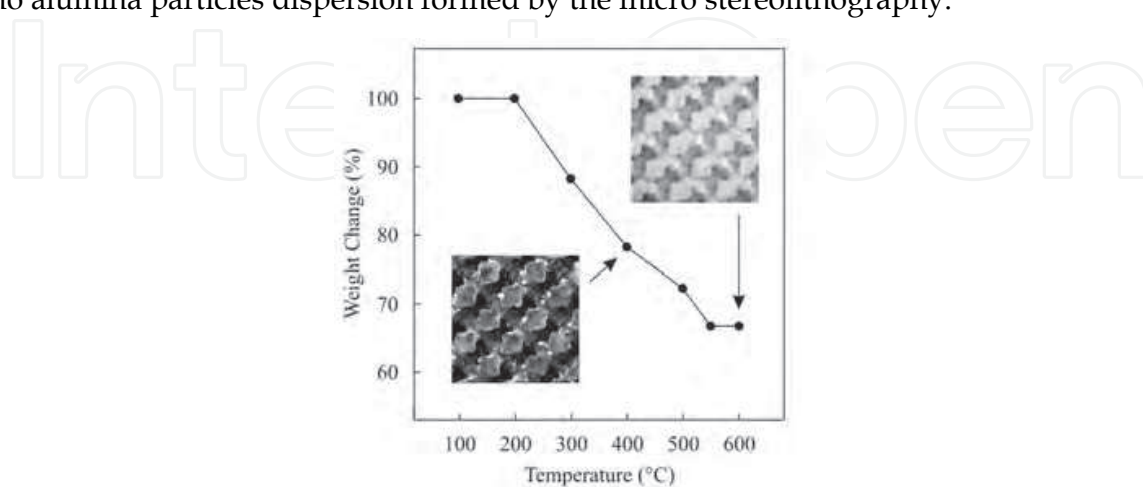 no alumina particles dispersion formed by the micro stereolithography.
100
90
80
70
60
Weight Change (%)
100 200 300 400 500 600
Temperature (°C)